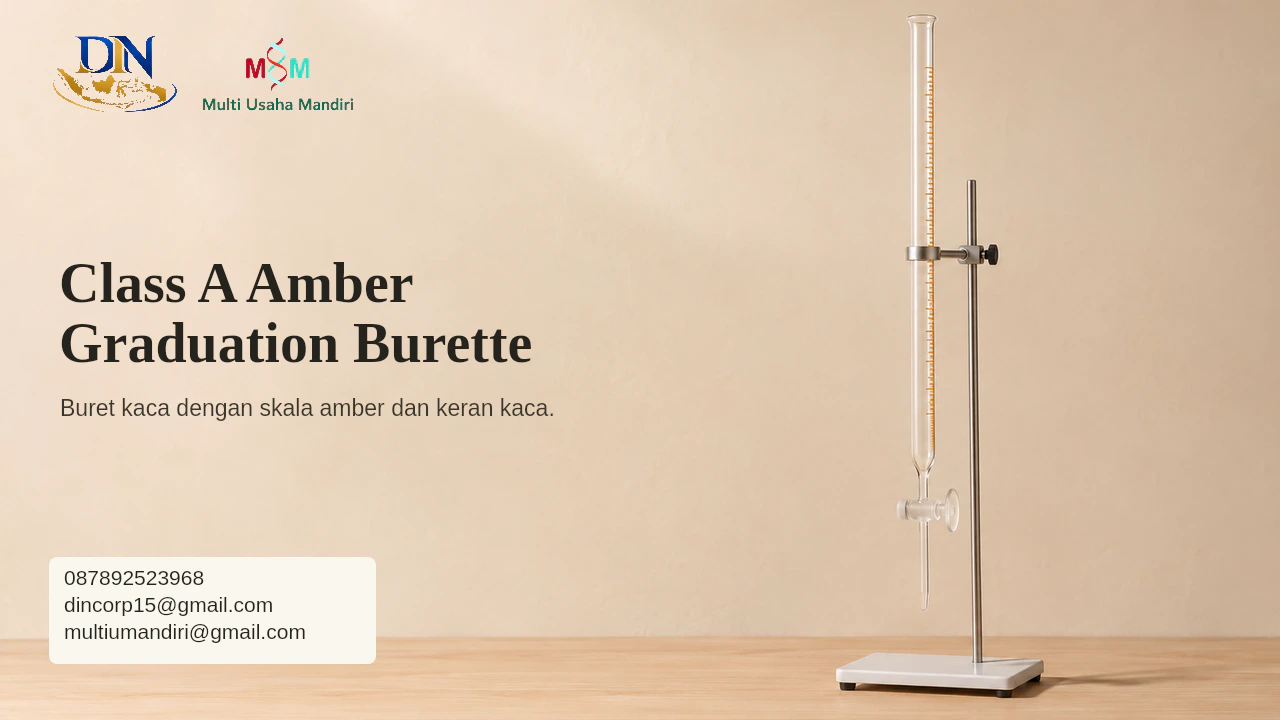 DIN
MSM
Multi Usaha Mandiri
Class A Amber
Graduation Burette
Buret kaca dengan skala amber dan keran kaca.
087892523968
dincorp15@gmail.com
multiumandiri@gmail.com